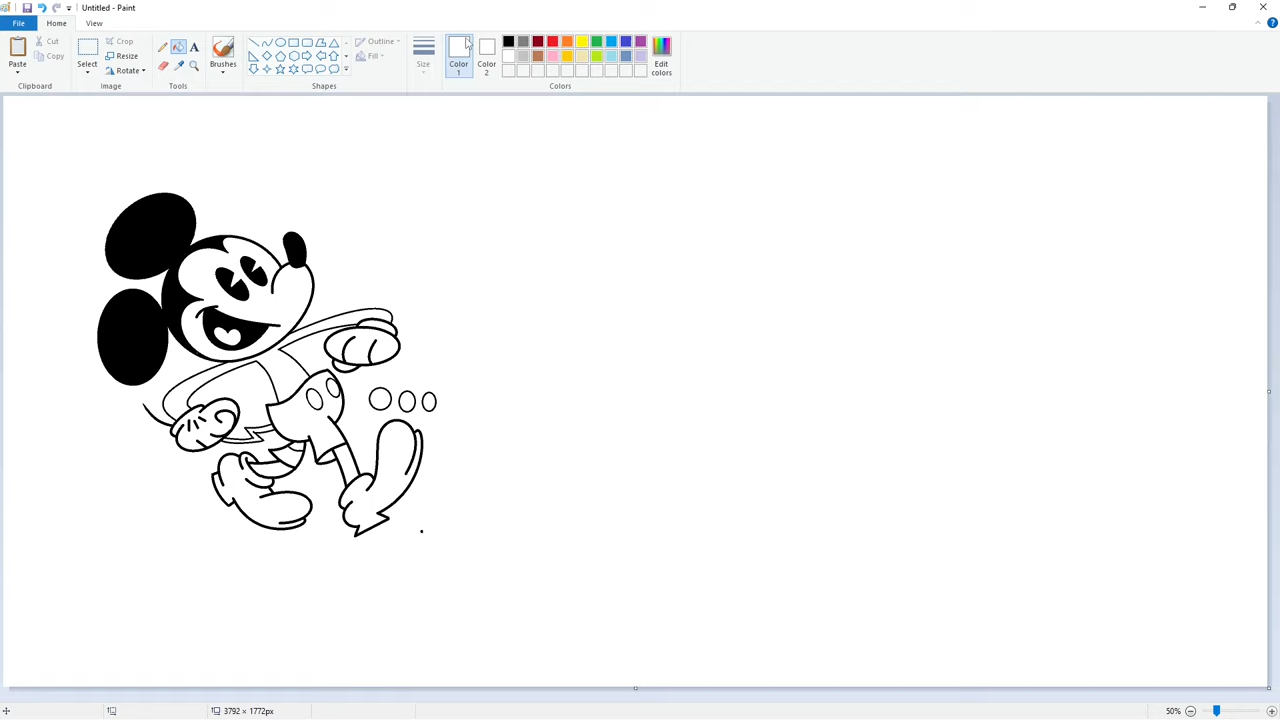 Untitled - Paint
File
Home
View
Paste
Cut
Copy
Clipboard
Select
Crop
Resize
Rotate
Image
A
Tools
Brushes
Outline
Fill
Shapes
Size
Color
1
Color
2
Edit
colors
Colors
3792 × 1772px
50%